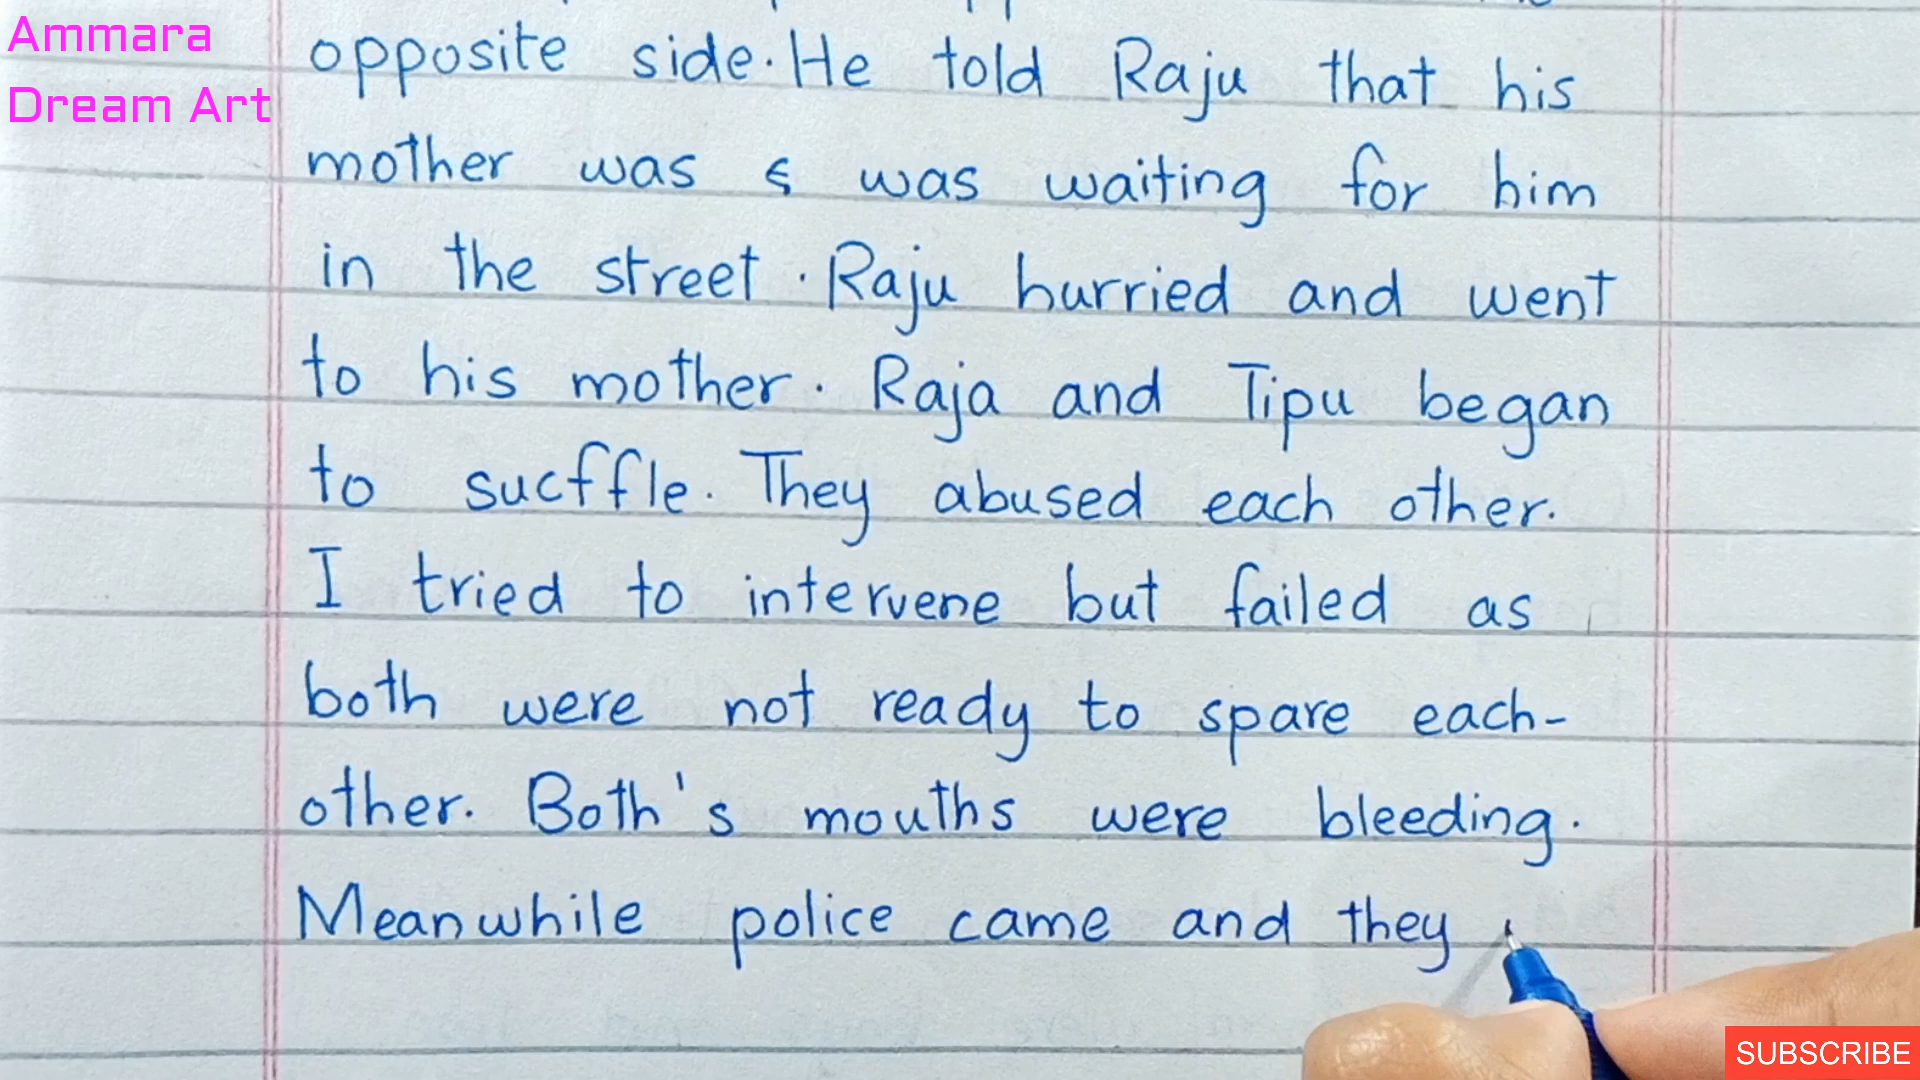 Ammara
Dream Art
opposite side. He told Raju that his
mother was & was waiting for him
in the street. Raju hurried and went
to his mother. Raja and Tipu began
to sucffle. They abused each other.
I tried to intervene but failed as
both were not ready to spare each-
other. Both's mouths were bleeding.
Meanwhile police came and they
SUBSCRIBE